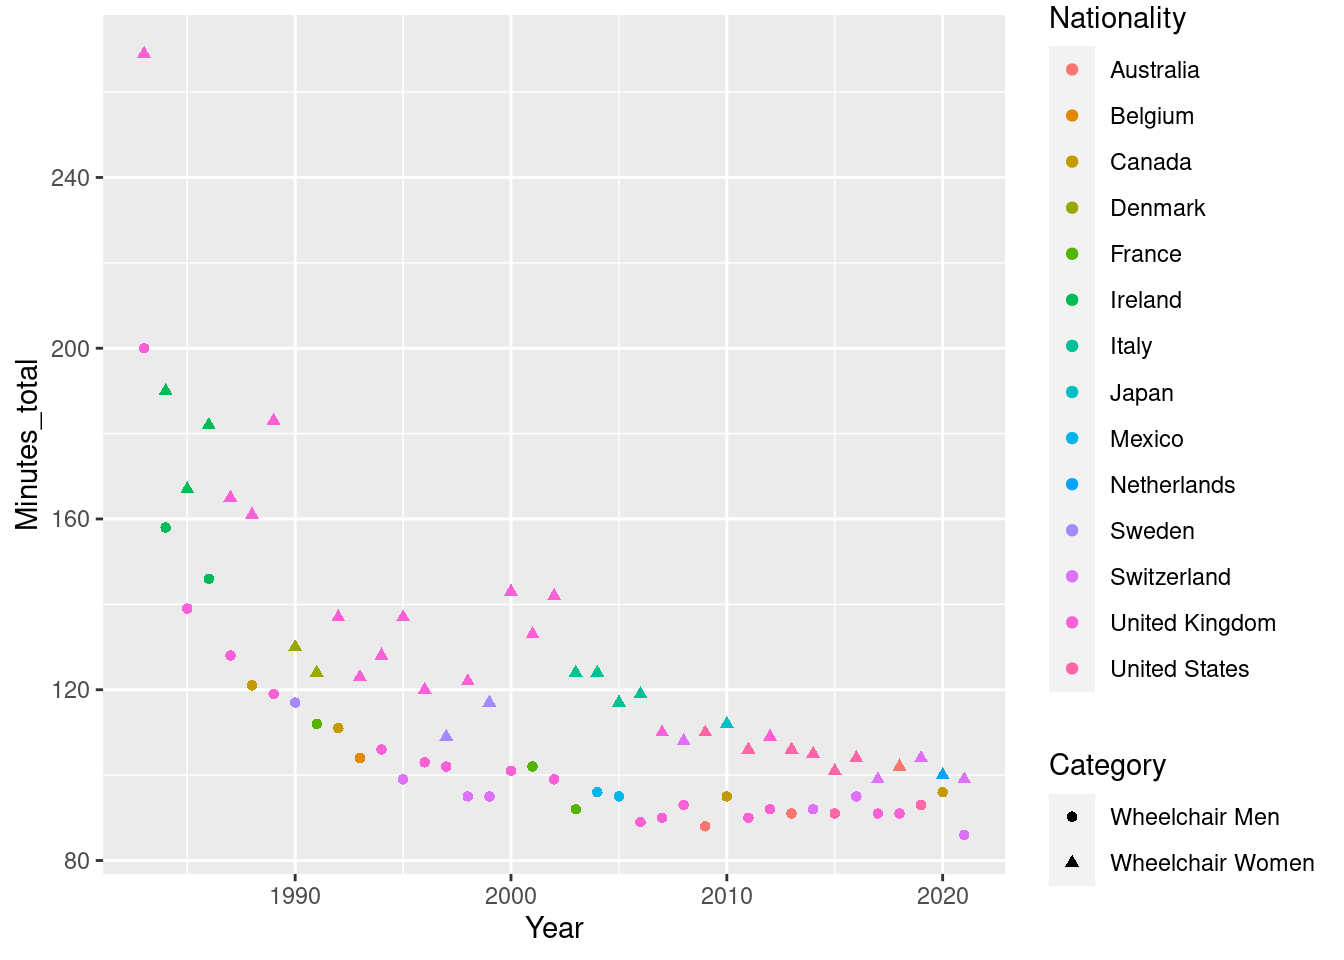 Minutes_total
240
200
160
120
80
1990 2000 2010 2020
Year
Nationality
Australia
Belgium
Canada
Denmark
France
Ireland
Italy
Japan
Mexico
Netherlands
Sweden
Switzerland
United Kingdom
United States
Category
Wheelchair Men
Wheelchair Women